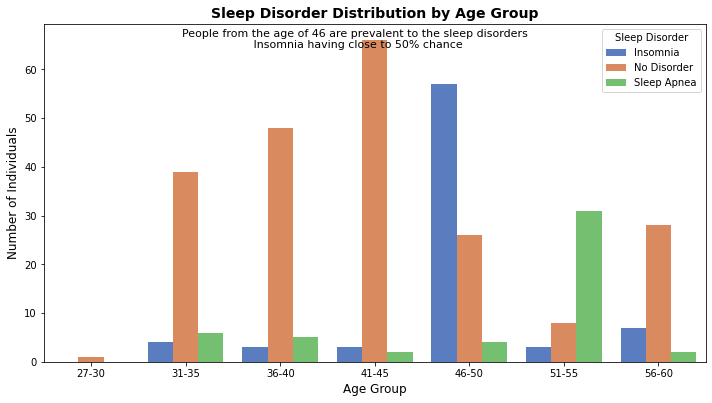 Sleep Disorder Distribution by Age Group
People from the age of 46 are prevalent to the sleep disorders
Insomnia having close to 50% chance
Sleep Disorder
Insomnia
No Disorder
Sleep Apnea
Number of Individuals
60
50
40
30
20
10
0
27-30 31-35 36-40 41-45 46-50 51-55 56-60
Age Group